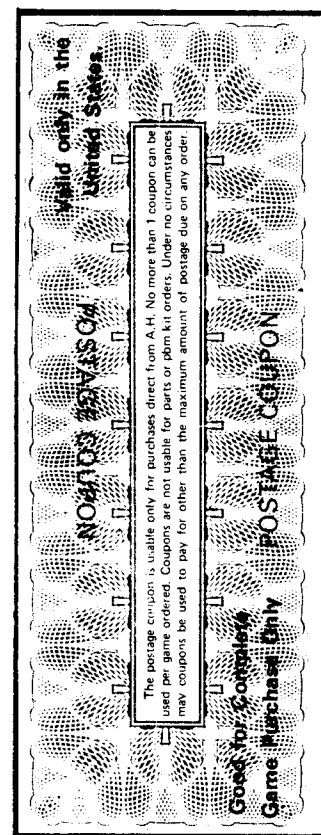 Valid only in the
United States.
POSTAGE COUPON
The postage coupon is usable only for purchases direct from A.H. No more than 1 coupon can be
used per game ordered. Coupons are not usable for parts or pbm kit orders. Under no circumstances
may coupons be used to pay for other than the maximum amount of postage due on any order.
Good for Complete
Game Purchase Only
POSTAGE COUPON